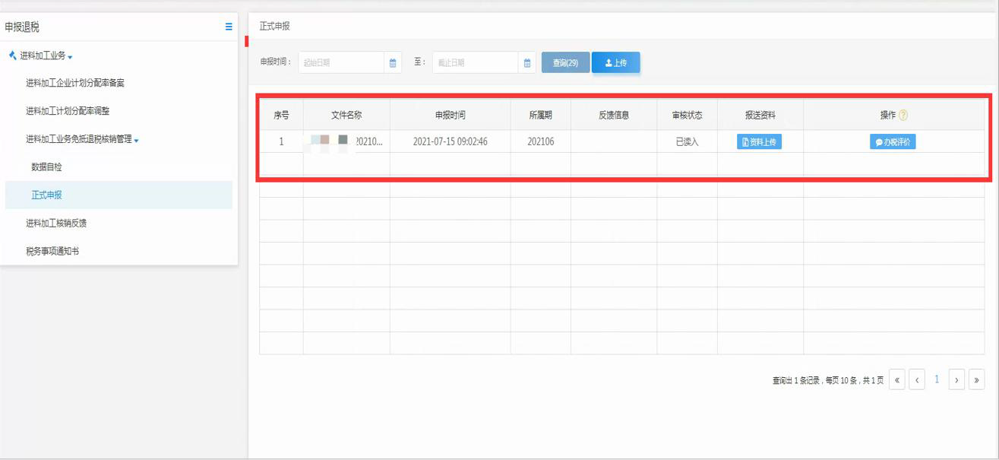 申报退税
进料加工业务
进料加工企业计划分配率备案
进料加工计划分配率调整
进料加工业务免抵退税核销管理
数据自检
正式申报
进料加工核销反馈
税务事项通知书
正式申报
申报时间： 起始日期 至： 截止日期 查询(29) 上传
序号 文件名称 申报时间 所属期 反馈信息 审核状态 报送资料 操作 ?
1 20210... 2021-07-15 09:02:46 202106 已读入 资料上传 办税评价
查询出 1 条记录，每页 10 条，共 1 页 « ‹ 1 › »